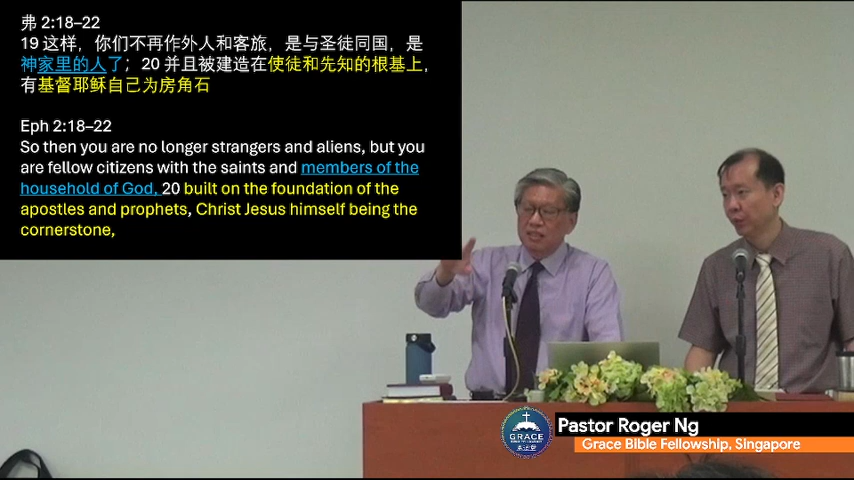 弗 2:18–22
19 这样，你们不再作外人和客旅，是与圣徒同国，是
神家里的人了；20 并且被建造在使徒和先知的根基上，
有基督耶稣自己为房角石
Eph 2:18–22
So then you are no longer strangers and aliens, but you
are fellow citizens with the saints and members of the
household of God, 20 built on the foundation of the
apostles and prophets, Christ Jesus himself being the
cornerstone,
GRACE
Pastor Roger Ng
Grace Bible Fellowship, Singapore